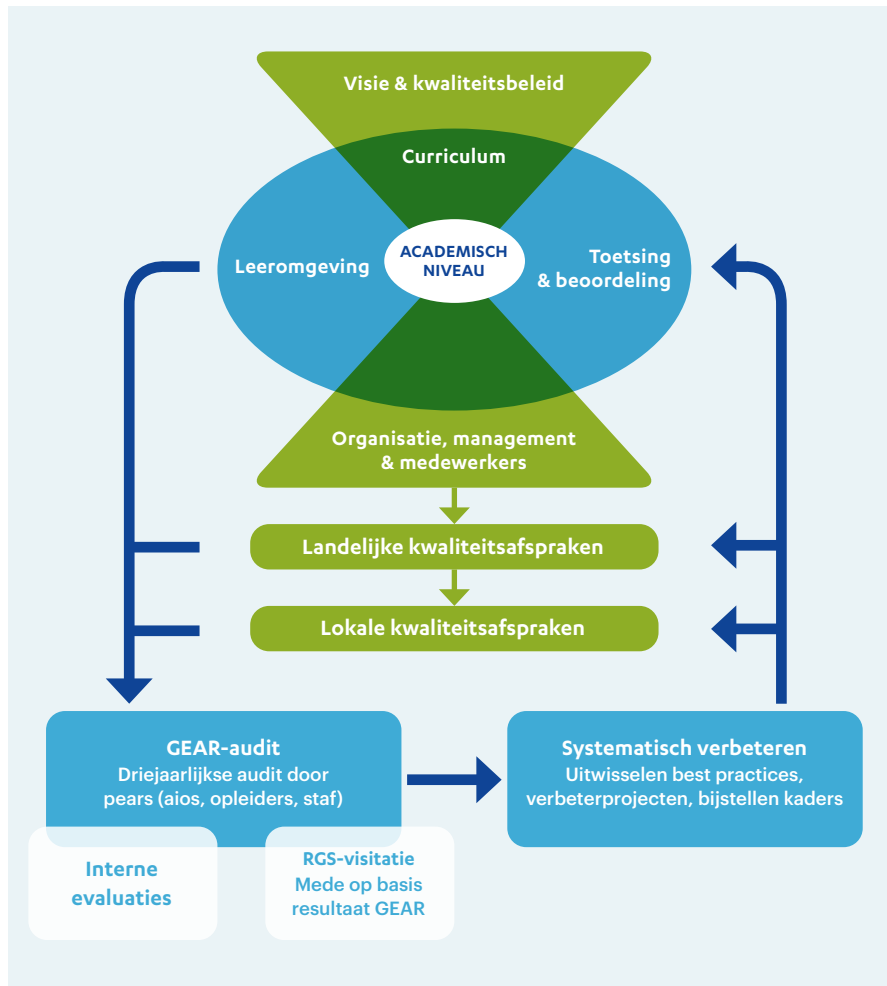 Visie & kwaliteitsbeleid
Curriculum
ACADEMISCH
NIVEAU
Leeromgeving
Toetsing
& beoordeling
Organisatie, management
& medewerkers
Landelijke kwaliteitsafspraken
Lokale kwaliteitsafspraken
GEAR-audit
Driejaarlijkse audit door
pears (aios, opleiders, staf)
Systematisch verbeteren
Uitwisselen best practices,
verbeterprojecten, bijstellen kaders
Interne
evaluaties
RGS-visitatie
Mede op basis
resultaat GEAR